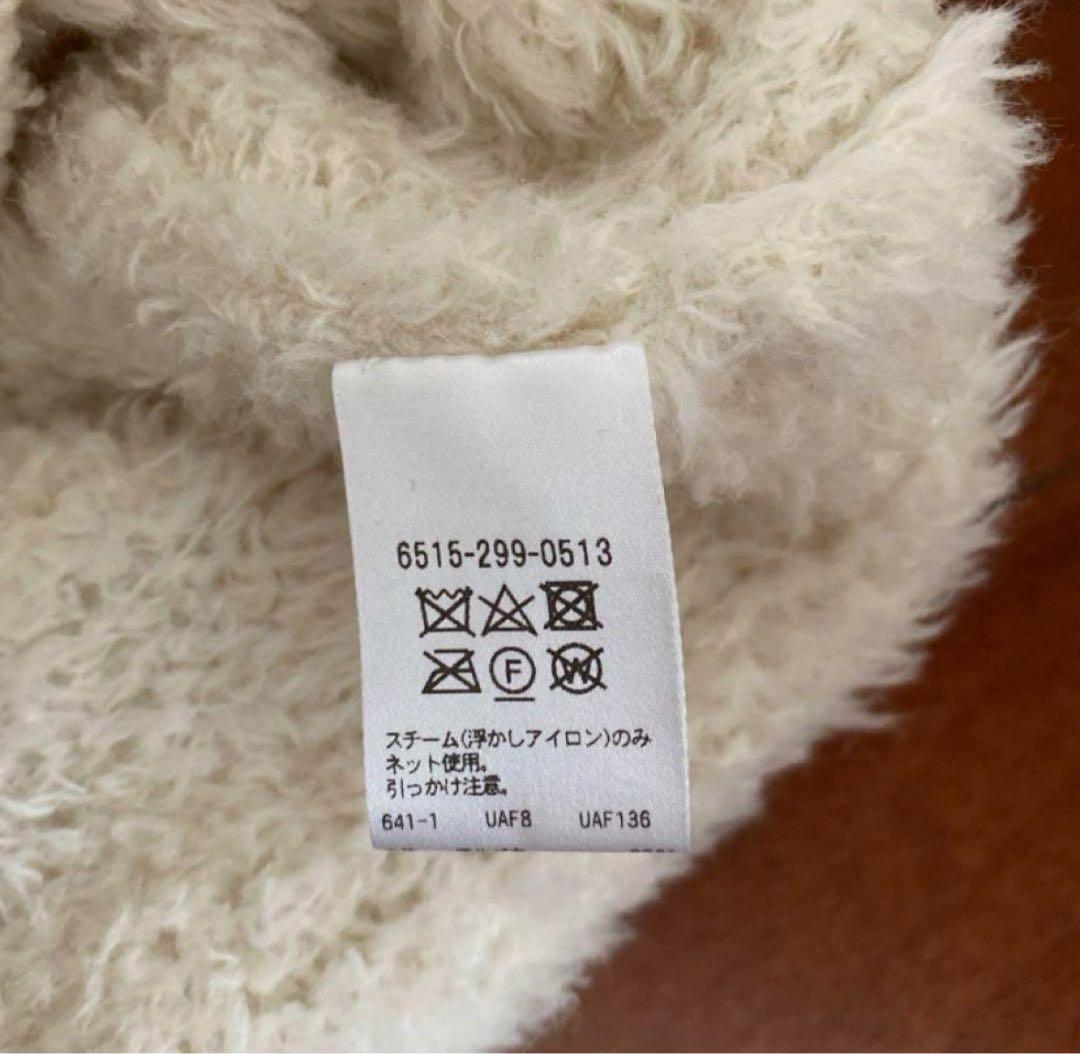 6515-299-0513
F W
スチーム(浮かしアイロン)のみ
ネット使用。
引っかけ注意。
641-1 UAF8 UAF136